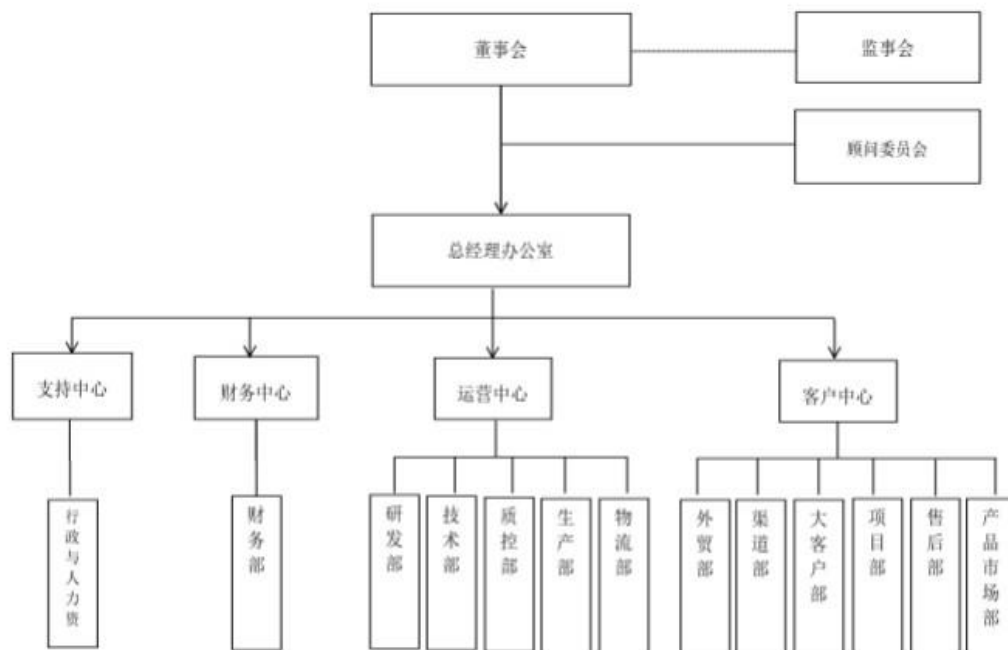 董事会
监事会
顾问委员会
总经理办公室
支持中心
财务中心
运营中心
客户中心
行政与人力资
财务部
研发部
技术部
质控部
生产部
物流部
外贸部
渠道部
大客户部
项目部
售后部
产品市场部